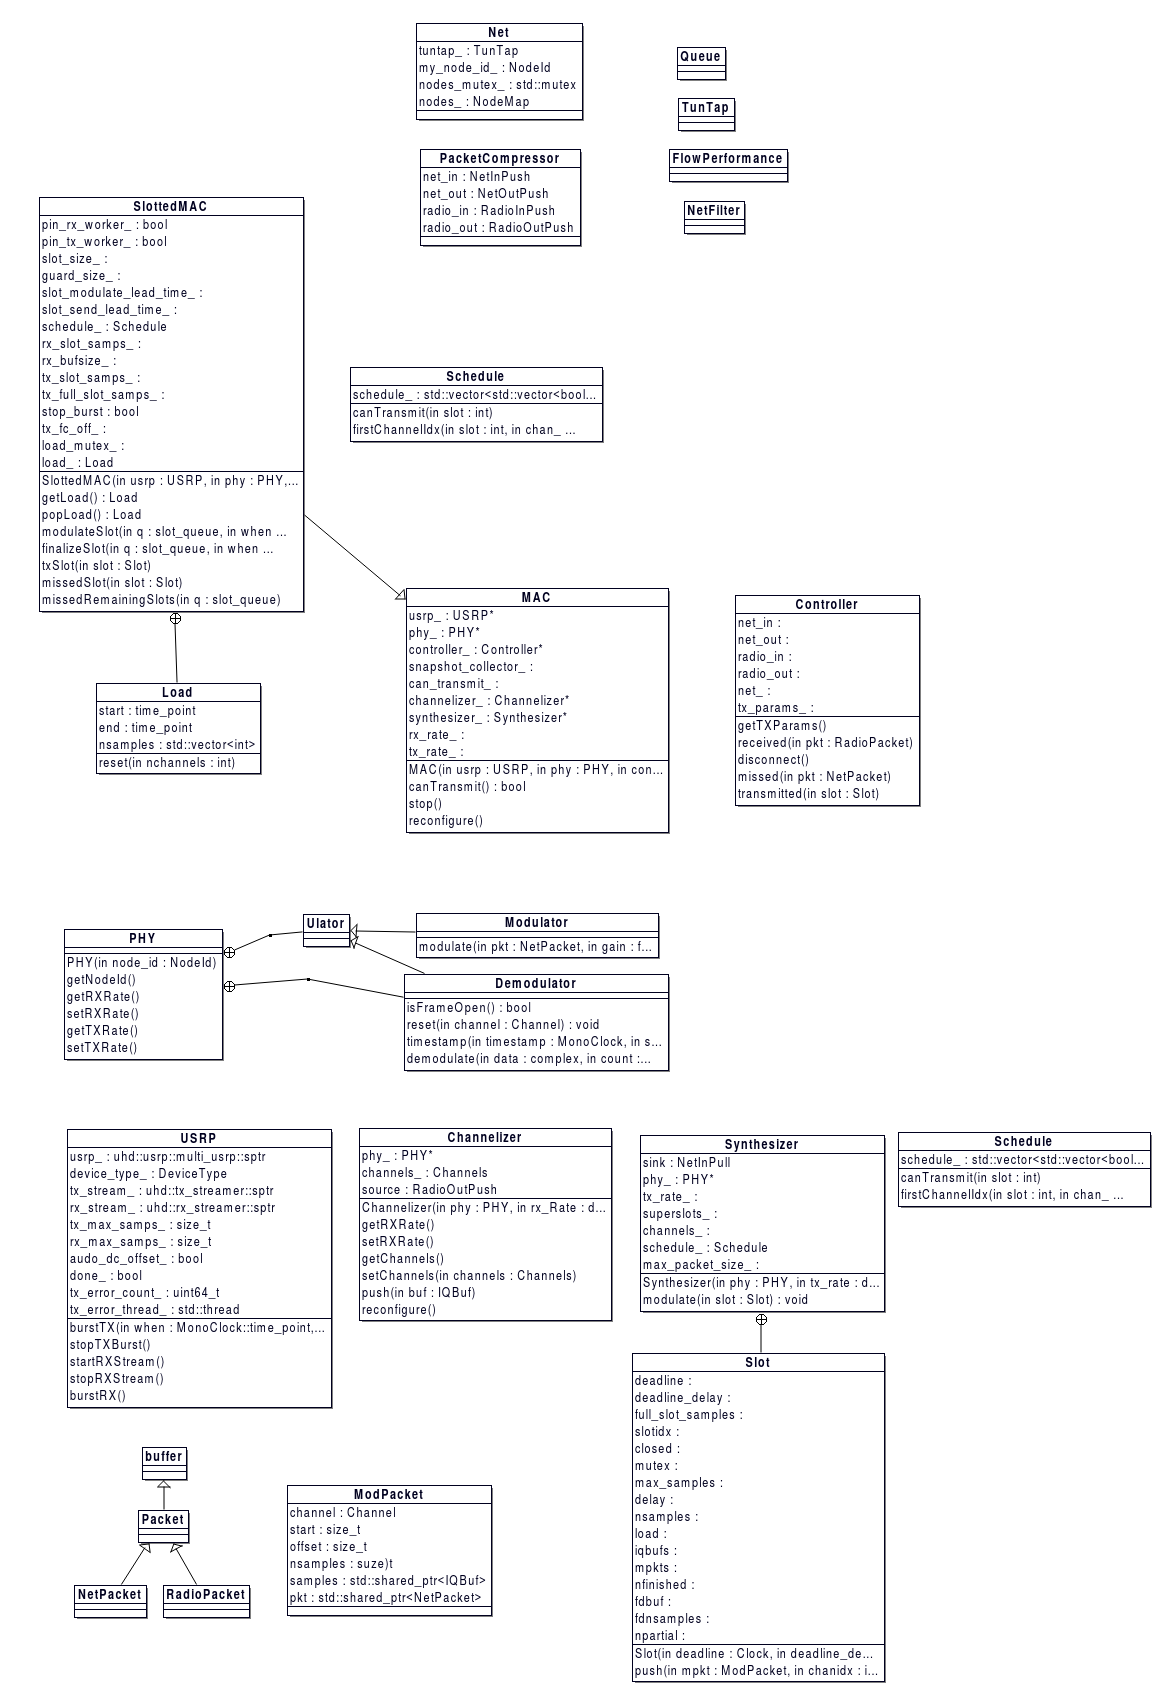 Net
tuntap_ : TunTap
my_node_id_ : NodeId
nodes_mutex_ : std::mutex
nodes_ : NodeMap
Queue
TunTap
FlowPerformance
NetFilter
PacketCompressor
net_in : NetInPush
net_out : NetOutPush
radio_in : RadioInPush
radio_out : RadioOutPush
SlottedMAC
pin_rx_worker_ : bool
pin_tx_worker_ : bool
slot_size_ :
guard_size_ :
slot_modulate_lead_time_ :
slot_send_lead_time_ :
schedule_ : Schedule
rx_slot_samps_ :
rx_bufsize_ :
tx_slot_samps_ :
tx_full_slot_samps_ :
stop_burst : bool
tx_fc_off_ :
load_mutex_ :
load_ : Load
SlottedMAC(in usrp : USRP, in phy : PHY,...
getLoad() : Load
popLoad() : Load
modulateSlot(in q : slot_queue, in when ...
finalizeSlot(in q : slot_queue, in when ...
txSlot(in slot : Slot)
missedSlot(in slot : Slot)
missedRemainingSlots(in q : slot_queue)
Schedule
schedule_ : std::vector<std::vector<bool...
canTransmit(in slot : int)
firstChannelIdx(in slot : int, in chan_ ...
Load
start : time_point
end : time_point
nsamples : std::vector<int>
reset(in nchannels : int)
MAC
usrp_ : USRP*
phy_ : PHY*
controller_ : Controller*
snapshot_collector_ :
can_transmit_ :
channelizer_ : Channelizer*
synthesizer_ : Synthesizer*
rx_rate_ :
tx_rate_ :
MAC(in usrp : USRP, in phy : PHY, in con...
canTransmit() : bool
stop()
reconfigure()
Controller
net_in :
net_out :
radio_in :
radio_out :
net_ :
tx_params_ :
getTXParams()
received(in pkt : RadioPacket)
disconnect()
missed(in pkt : NetPacket)
transmitted(in slot : Slot)
PHY
PHY(in node_id : NodeId)
getNodeId()
getRXRate()
setRXRate()
getTXRate()
setTXRate()
Ulator
Modulator
modulate(in pkt : NetPacket, in gain : f...
Demodulator
isFrameOpen() : bool
reset(in channel : Channel) : void
timestamp(in timestamp : MonoClock, in s...
demodulate(in data : complex, in count :...
USRP
usrp_ : uhd::usrp::multi_usrp::sptr
device_type_ : DeviceType
tx_stream_ : uhd::tx_streamer::sptr
rx_stream_ : uhd::rx_streamer::sptr
tx_max_samps_ : size_t
rx_max_samps_ : size_t
audo_dc_offset_ : bool
done_ : bool
tx_error_count_ : uint64_t
tx_error_thread_ : std::thread
burstTX(in when : MonoClock::time_point,...
stopTXBurst()
startRXStream()
stopRXStream()
burstRX()
Channelizer
phy_ : PHY*
channels_ : Channels
source : RadioOutPush
Channelizer(in phy : PHY, in rx_Rate : d...
getRXRate()
setRXRate()
getChannels()
setChannels(in channels : Channels)
push(in buf : IQBuf)
reconfigure()
Synthesizer
sink : NetInPull
phy_ : PHY*
tx_rate_ :
superslots_ :
channels_ :
schedule_ : Schedule
max_packet_size_ :
Synthesizer(in phy : PHY, in tx_rate : d...
modulate(in slot : Slot) : void
Schedule
schedule_ : std::vector<std::vector<bool...
canTransmit(in slot : int)
firstChannelIdx(in slot : int, in chan_ ...
Slot
deadline :
deadline_delay :
full_slot_samples :
slotidx :
closed :
mutex :
max_samples :
delay :
nsamples :
load :
iqbufs :
mpkts :
nfinished :
fdbuf :
fdnsamples :
npartial :
Slot(in deadline : Clock, in deadline_de...
push(in mpkt : ModPacket, in chanidx : i...
buffer
Packet
NetPacket
RadioPacket
ModPacket
channel : Channel
start : size_t
offset : size_t
nsamples : suze)t
samples : std::shared_ptr<IQBuf>
pkt : std::shared_ptr<NetPacket>